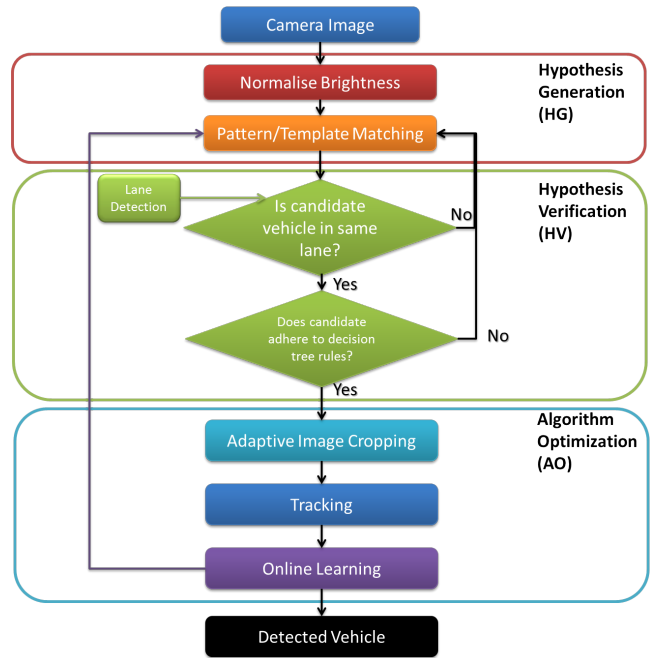 Camera Image
Normalise Brightness
Hypothesis
Generation
(HG)
Pattern/Template Matching
Lane
Detection
Is candidate
vehicle in same
lane?
No
Hypothesis
Verification
(HV)
Yes
Does candidate
adhere to decision
tree rules?
No
Yes
Adaptive Image Cropping
Algorithm
Optimization
(AO)
Tracking
Online Learning
Detected Vehicle